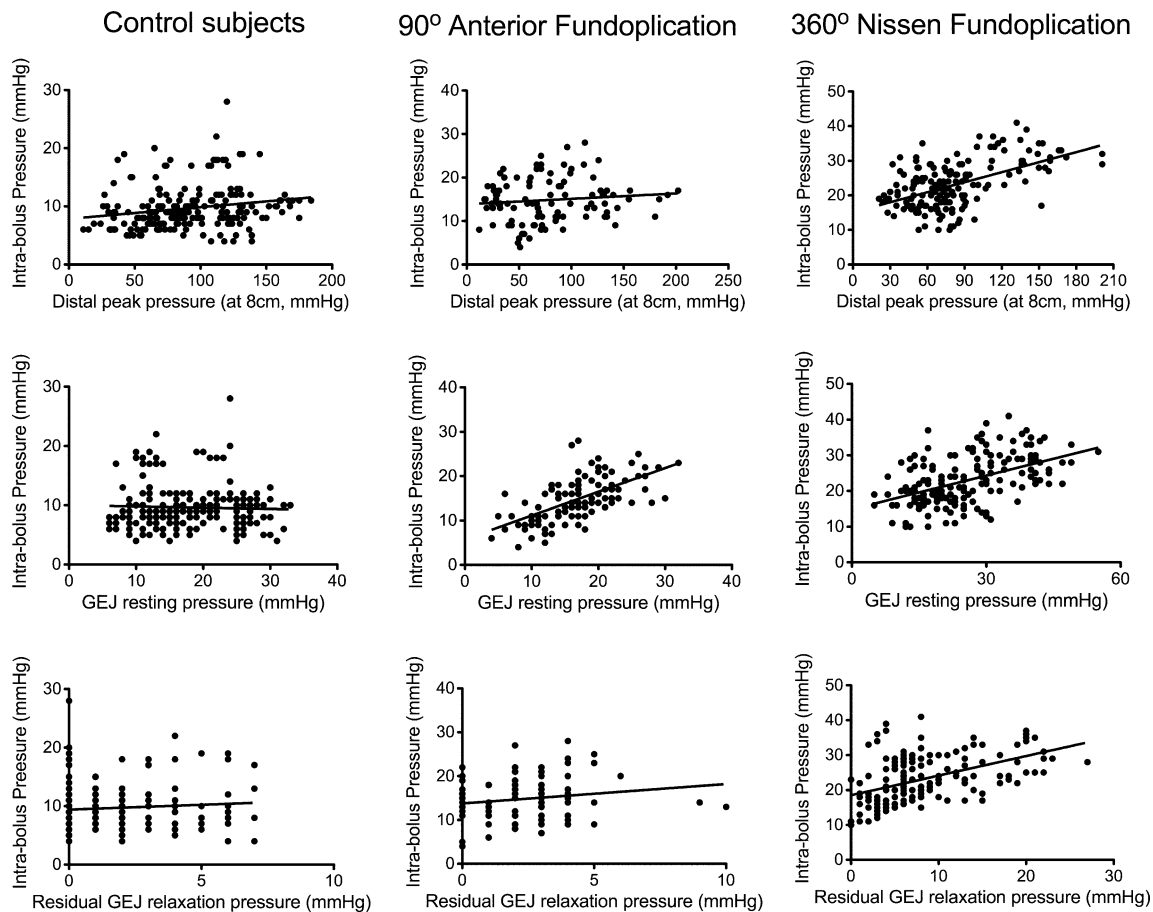 Control subjects
90º Anterior Fundoplication
360º Nissen Fundoplication
Intra-bolus Pressure (mmHg)
30
20
10
0
0 50 100 150 200
Distal peak pressure (at 8cm, mmHg)
Intra-bolus Pressure (mmHg)
40
30
20
10
0
0 50 100 150 200 250
Distal peak pressure (at 8cm, mmHg)
Intra-bolus Pressure (mmHg)
50
40
30
20
10
0
0 30 60 90 120 150 180 210
Distal peak pressure (at 8cm, mmHg)
Intra-bolus Pressure (mmHg)
30
20
10
0
0 10 20 30 40
GEJ resting pressure (mmHg)
Intra-bolus Pressure (mmHg)
40
30
20
10
0
0 10 20 30 40
GEJ resting pressure (mmHg)
Intra-bolus Pressure (mmHg)
50
40
30
20
10
0
0 30 60
GEJ resting pressure (mmHg)
Intra-bolus Pressure (mmHg)
30
20
10
0
0 5 10
Residual GEJ relaxation pressure (mmHg)
Intra-bolus Pressure (mmHg)
40
30
20
10
0
0 5 10
Residual GEJ relaxation pressure (mmHg)
Intra-bolus Pressure (mmHg)
50
40
30
20
10
0
0 10 20 30
Residual GEJ relaxation pressure (mmHg)